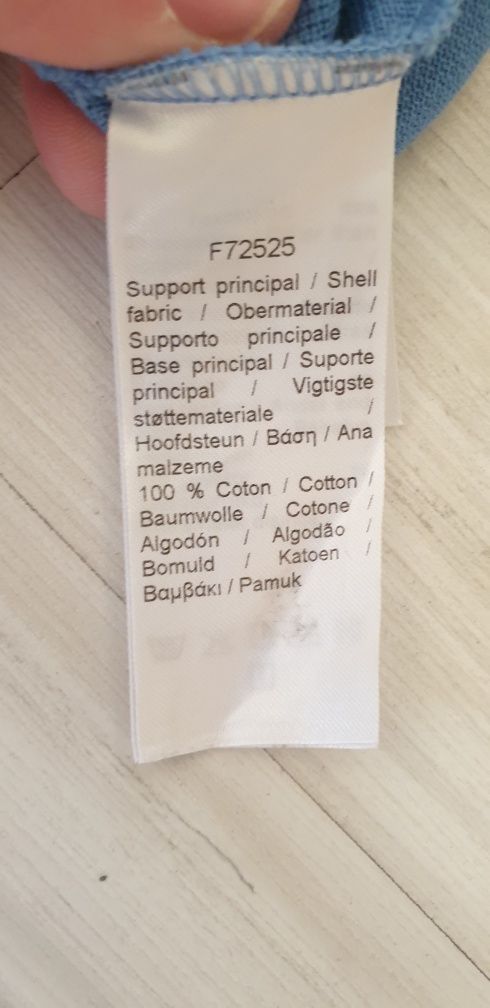 F72525
Support principal / Shell
fabric / Obermaterial /
Supporto principale /
Base principal / Suporte
principal / Vigtigste
støttemateriale /
Hoofdsteun / Βάση / Ana
malzeme
100 % Coton / Cotton /
Baumwolle / Cotone /
Algodón / Algodão /
Bomuld / Katoen /
Βαμβάκι / Pamuk